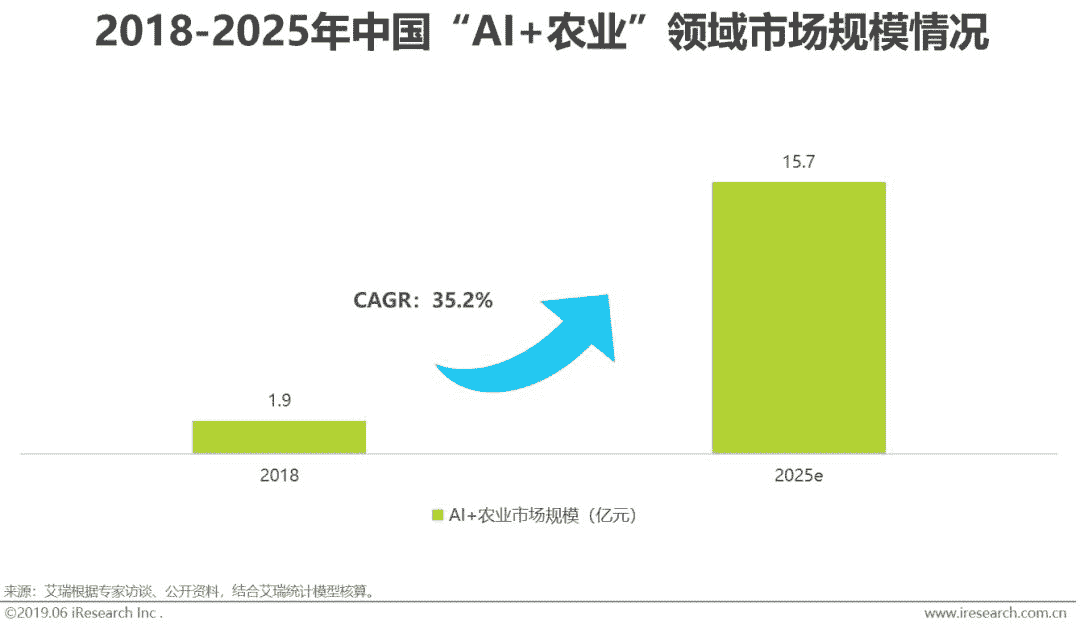 2018-2025年中国“AI+农业”领域市场规模情况
15.7
CAGR：35.2%
1.9
2018
2025e
AI+农业市场规模（亿元）
来源：艾瑞根据专家访谈、公开资料，结合艾瑞统计模型核算。
©2019.06 iResearch Inc .
www.iresearch.com.cn